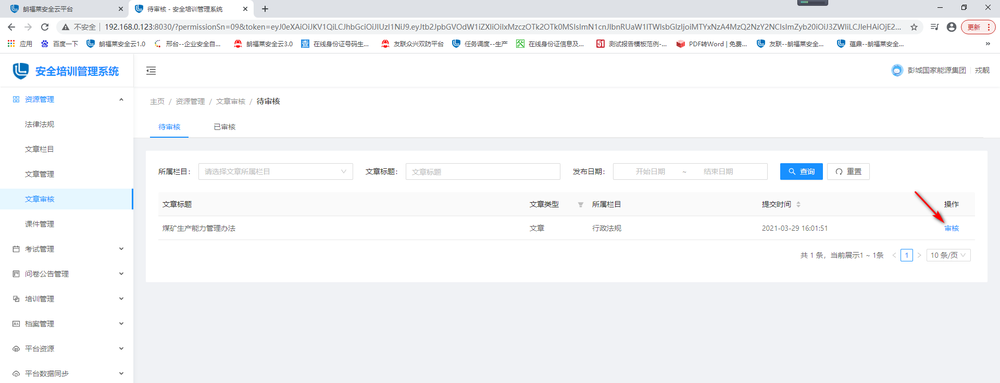 朗福莱安全云平台
待审核 - 安全培训管理系统
不安全
192.168.0.123:8030/?permissionSn=09&token=eyJ0eXAiOiJKV1QiLCJhbGciOiJIUzI1NiJ9.eyJtb2JpbGVOdW1iZXIiOiIxMzczOTk2OTk0MSIsImN1cnJlbnRUaW1lTWlsbGlzIjoiMTYxNzA4MzQ2NzY2NCIsImZyb20iOiJ3ZWIiLCJleHAiOjE2...
更新
应用
百度一下
朗福莱安全云1.0
邢台--企业安全自...
朗福莱安全云3.0
查
在线身份证号码生...
友联众兴双防平台
任务调度--生产
在线身份证信息及...
51
测试报告模板范例-...
PDF转Word | 免费...
友联--朗福莱安全...
蕴鼎--朗福莱安全...
»
安全培训管理系统
彭城国家能源集团
戎靓
资源管理
法律法规
文章栏目
文章管理
文章审核
课件管理
考试管理
问卷公告管理
培训管理
档案管理
平台资源
平台数据同步
主页 / 资源管理 / 文章审核 / 待审核
待审核
已审核
所属栏目:
请选择文章所属栏目
文章标题:
文章标题
发布日期:
开始日期 ~ 结束日期
查询
重置
文章标题 文章类型 所属栏目 提交时间 操作
煤矿生产能力管理办法 文章 行政法规 2021-03-29 16:01:51 审核
共 1 条，当前展示1 ~ 1条 < 1 > 10 条/页